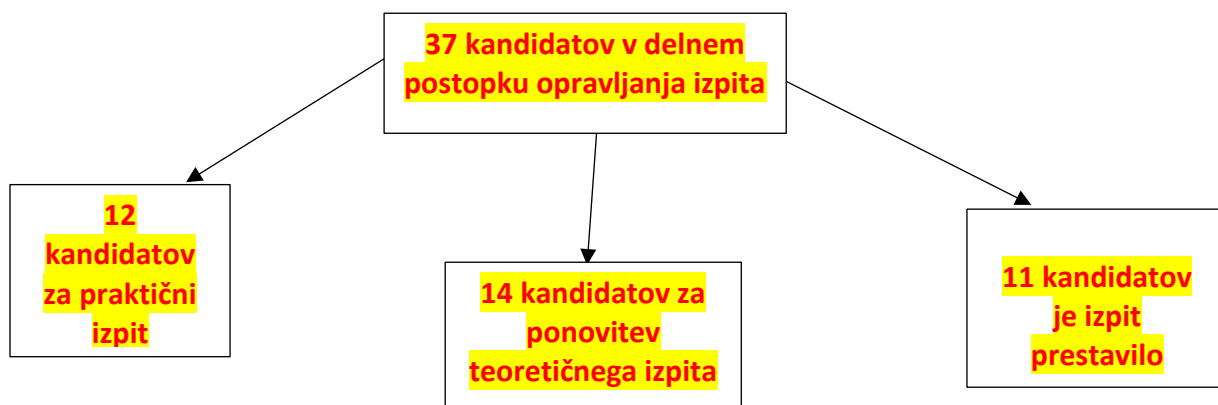 37 kandidatov v delnem
postopku opravljanja izpita
12
kandidatov
za praktični
izpit
14 kandidatov za
ponovitev
teoretičnega izpita
11 kandidatov
je izpit
prestavilo